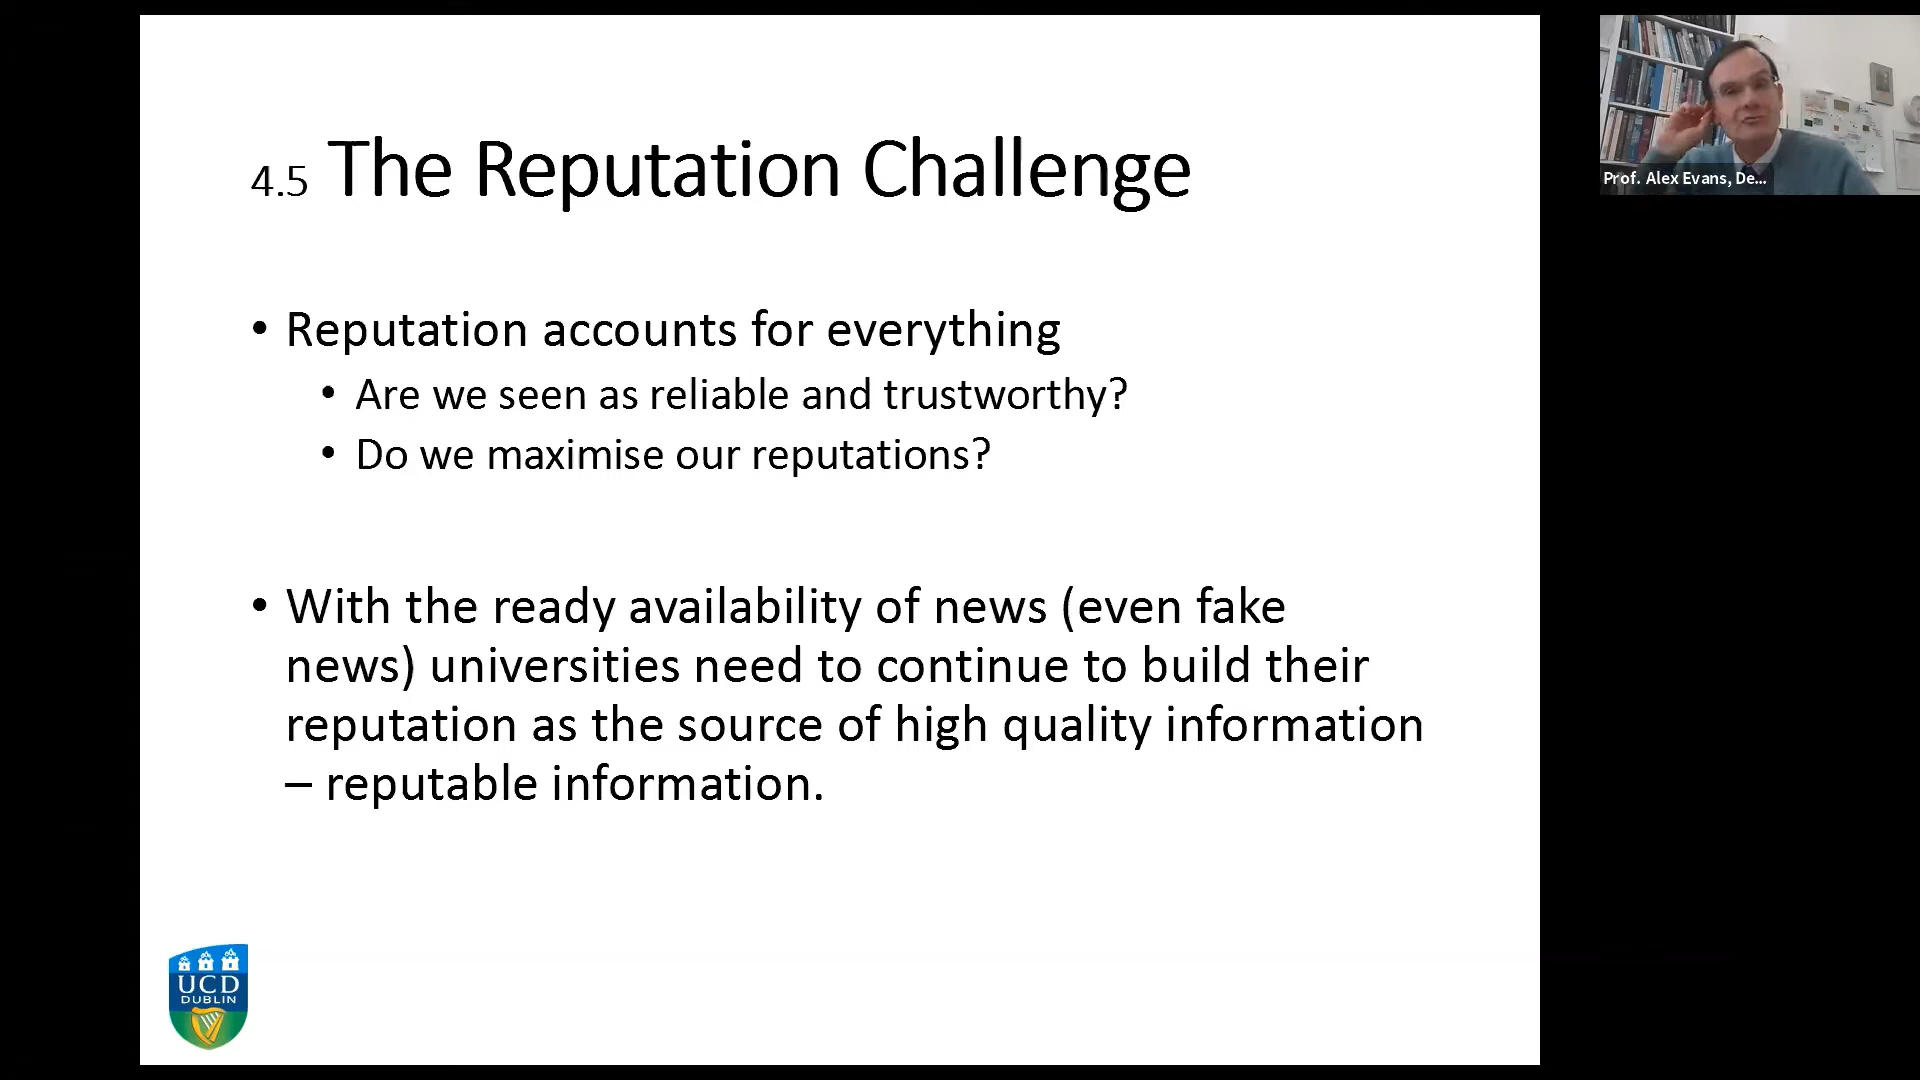 4.5 The Reputation Challenge
• Reputation accounts for everything
• Are we seen as reliable and trustworthy?
• Do we maximise our reputations?
• With the ready availability of news (even fake
news) universities need to continue to build their
reputation as the source of high quality information
– reputable information.
UCD
DUBLIN
Prof. Alex Evans, De...